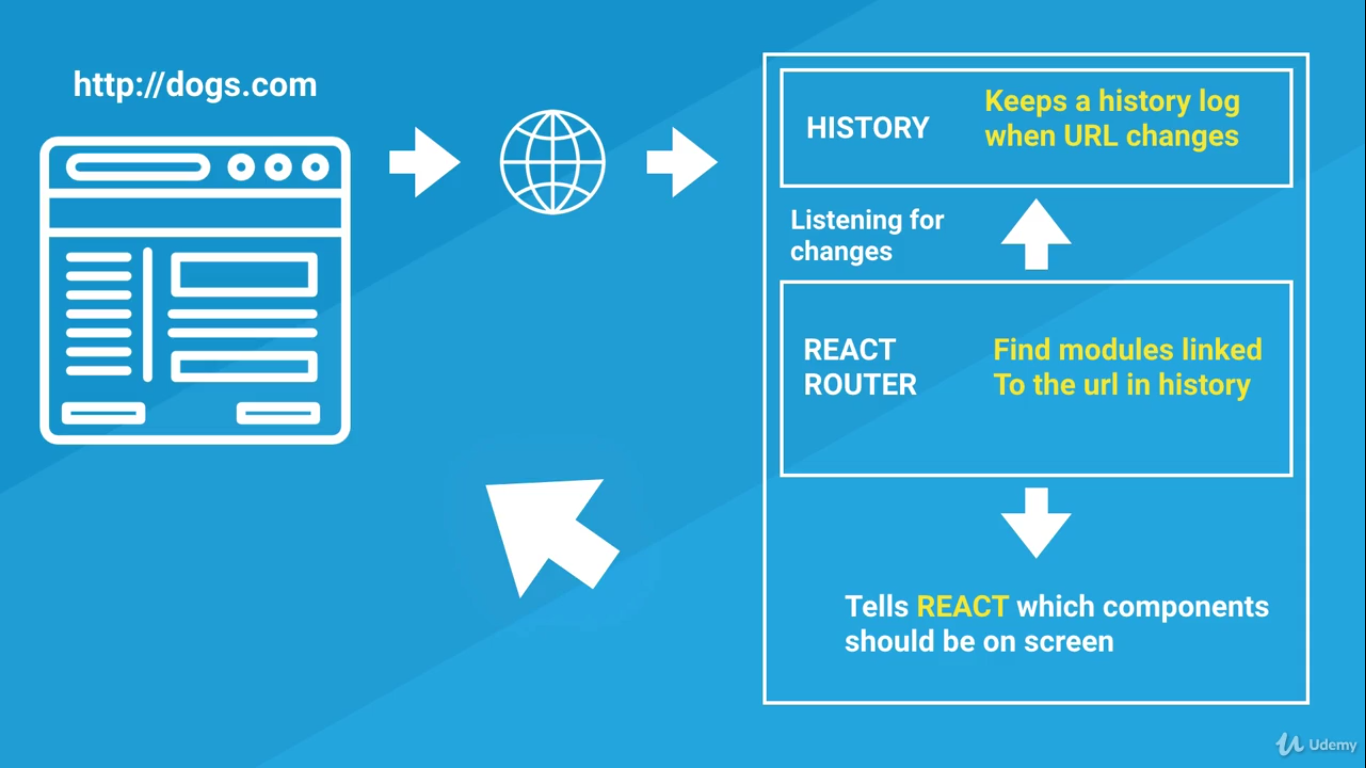 http://dogs.com
HISTORY
Keeps a history log
when URL changes
Listening for
changes
REACT
ROUTER
Find modules linked
To the url in history
Tells REACT which components
should be on screen
Udemy